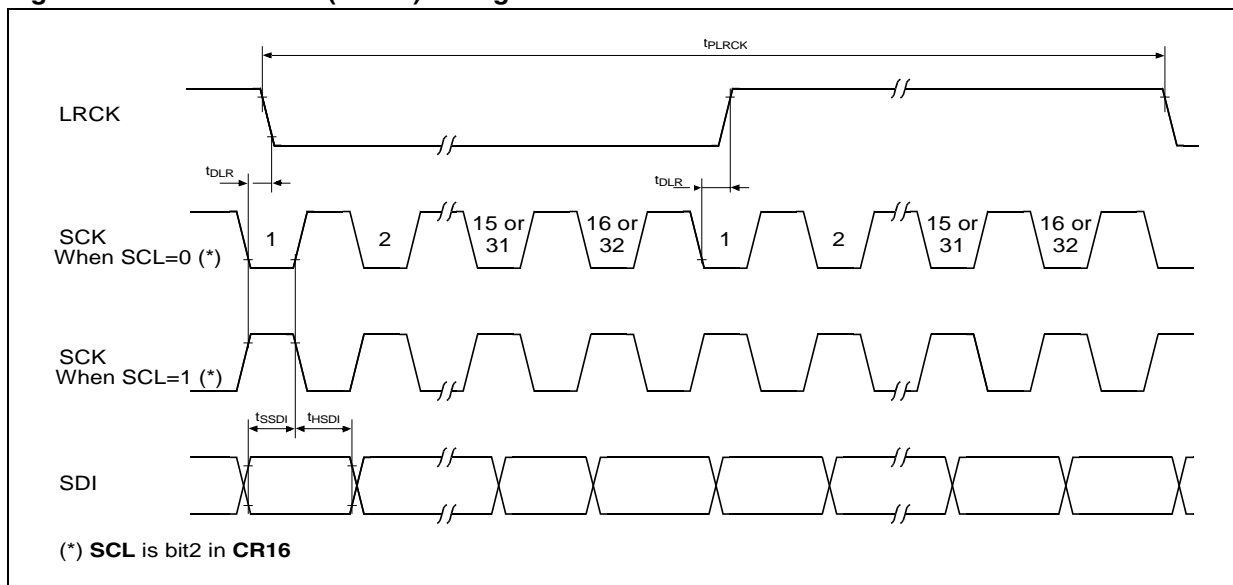 tPLRCK
LRCK
tDLR
tDLR
SCK
When SCL=0 (*)
1
2
15 or
31
16 or
32
1
2
15 or
31
16 or
32
SCK
When SCL=1 (*)
tSSDI
tHSDI
SDI
(*) SCL is bit2 in CR16